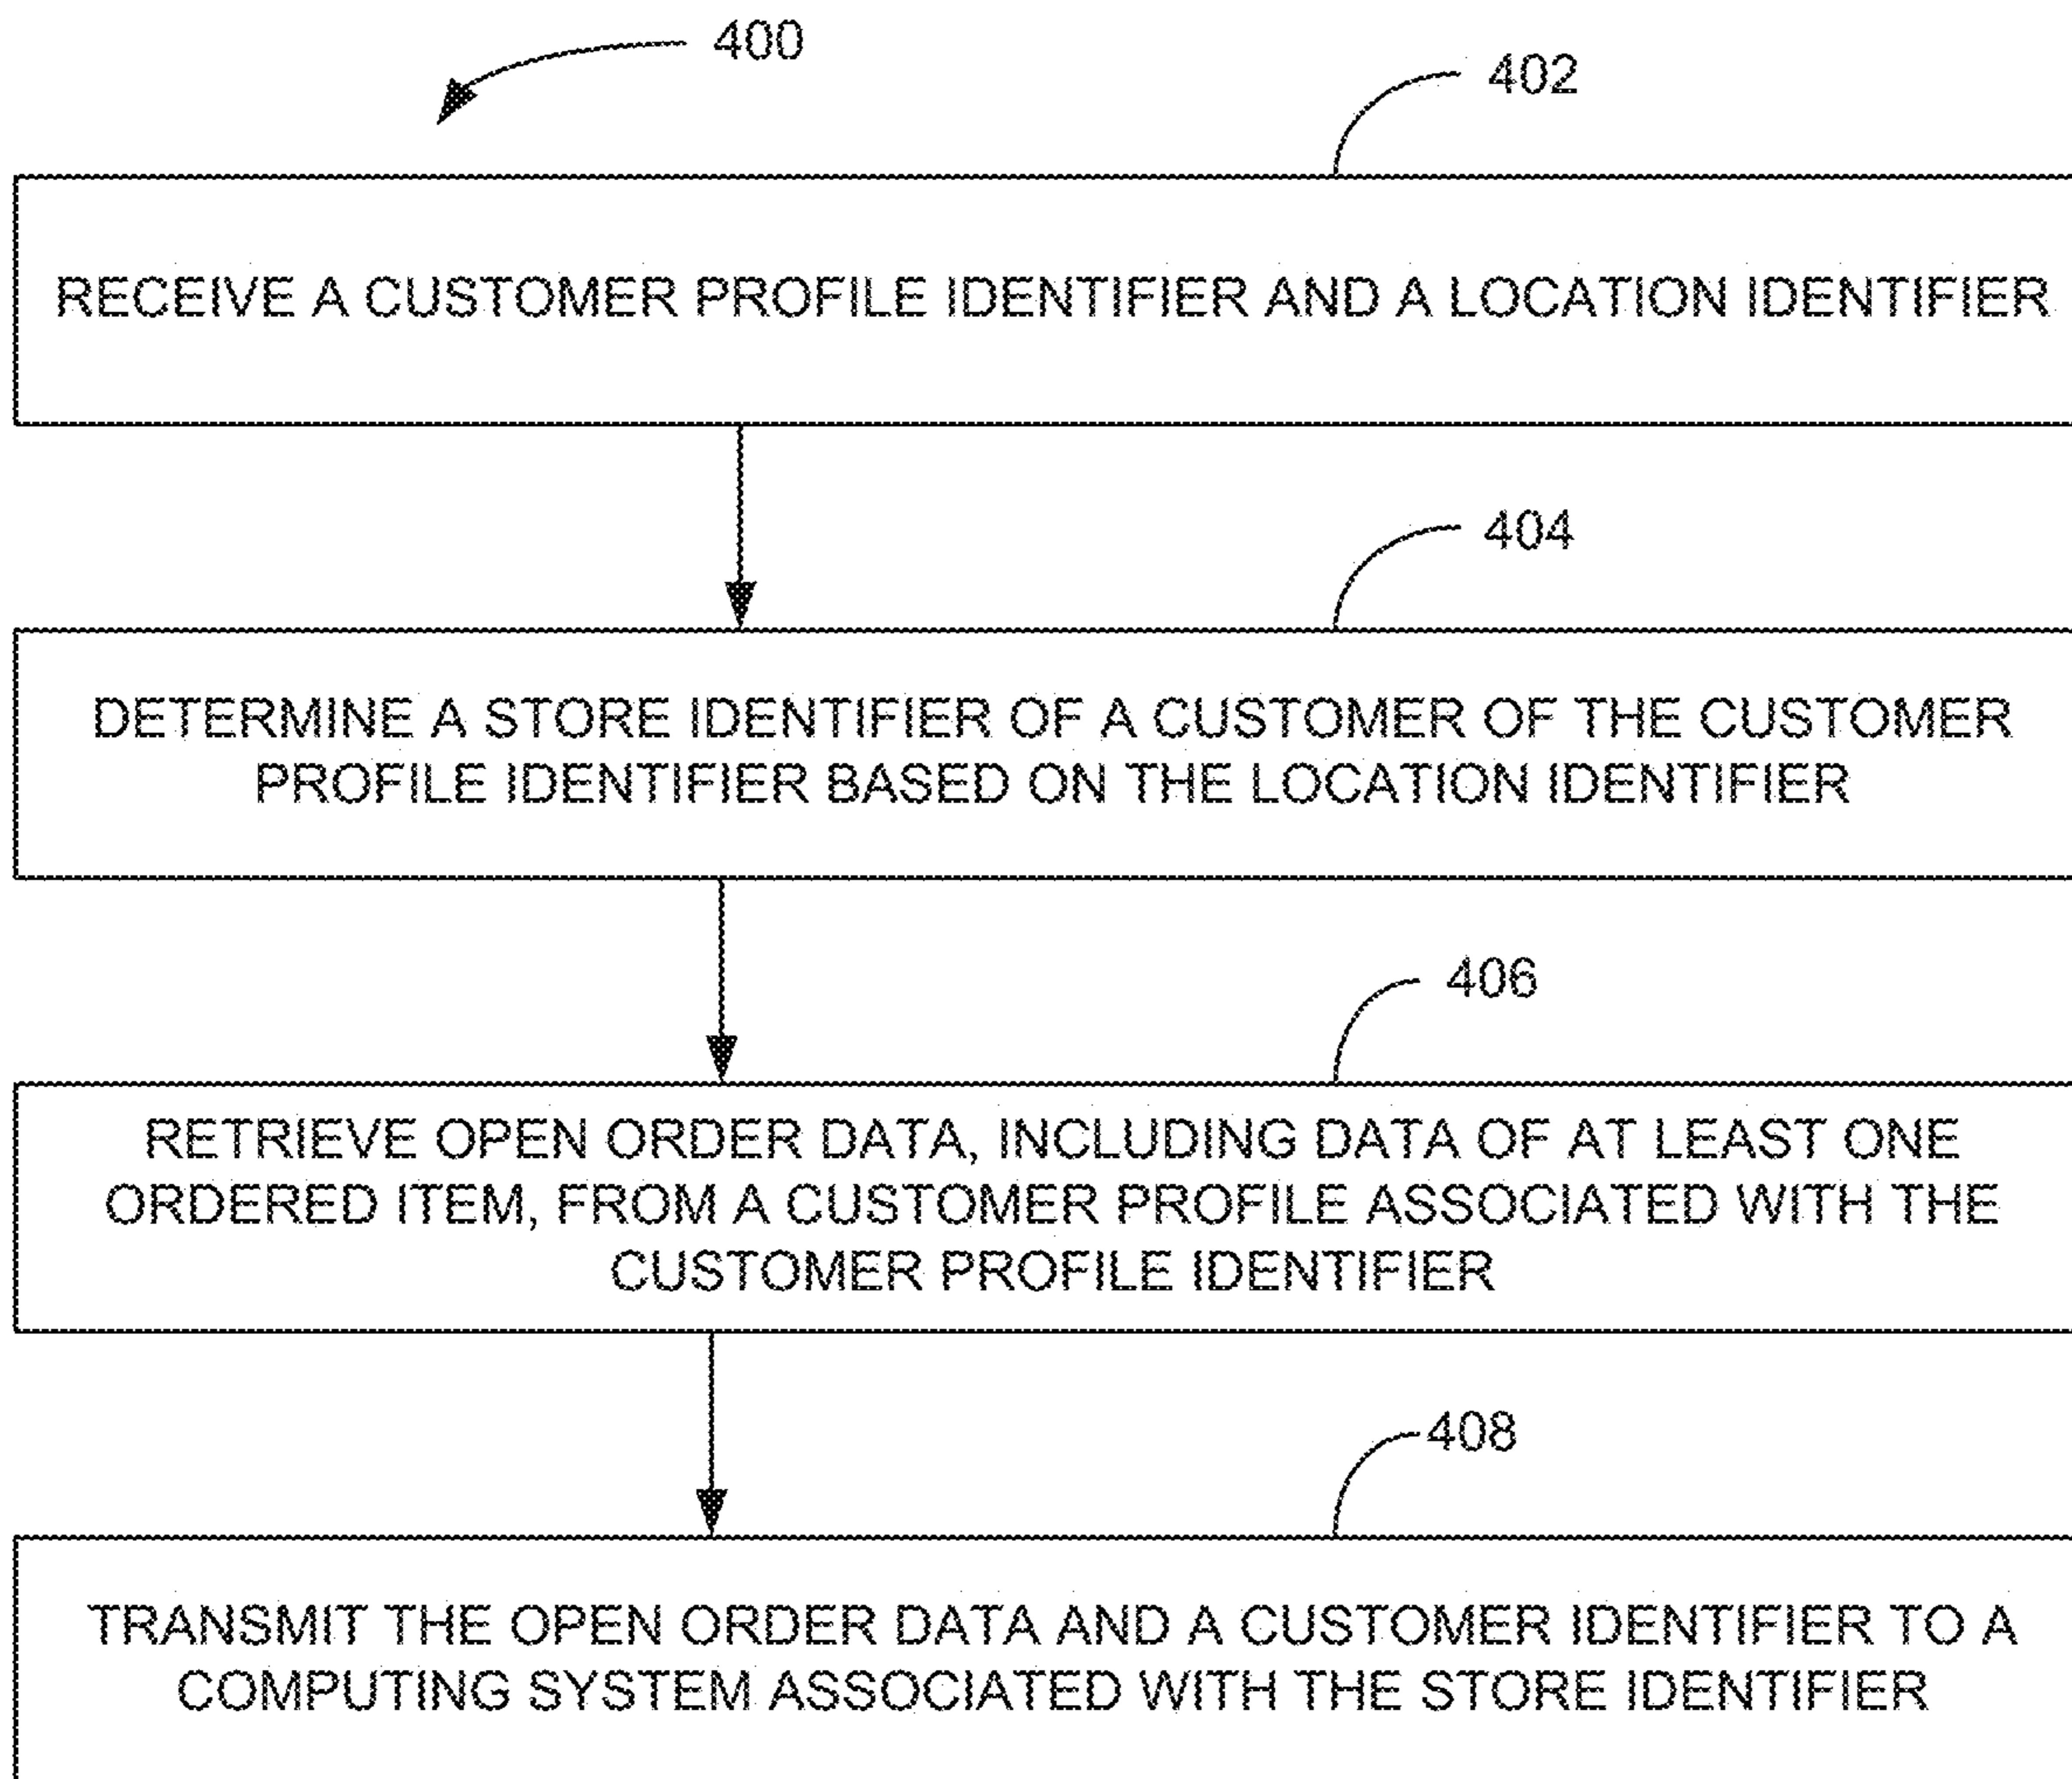 400
402
RECEIVE A CUSTOMER PROFILE IDENTIFIER AND A LOCATION IDENTIFIER
404
DETERMINE A STORE IDENTIFIER OF A CUSTOMER OF THE CUSTOMER
PROFILE IDENTIFIER BASED ON THE LOCATION IDENTIFIER
406
RETRIEVE OPEN ORDER DATA, INCLUDING DATA OF AT LEAST ONE
ORDERED ITEM, FROM A CUSTOMER PROFILE ASSOCIATED WITH THE
CUSTOMER PROFILE IDENTIFIER
408
TRANSMIT THE OPEN ORDER DATA AND A CUSTOMER IDENTIFIER TO A
COMPUTING SYSTEM ASSOCIATED WITH THE STORE IDENTIFIER